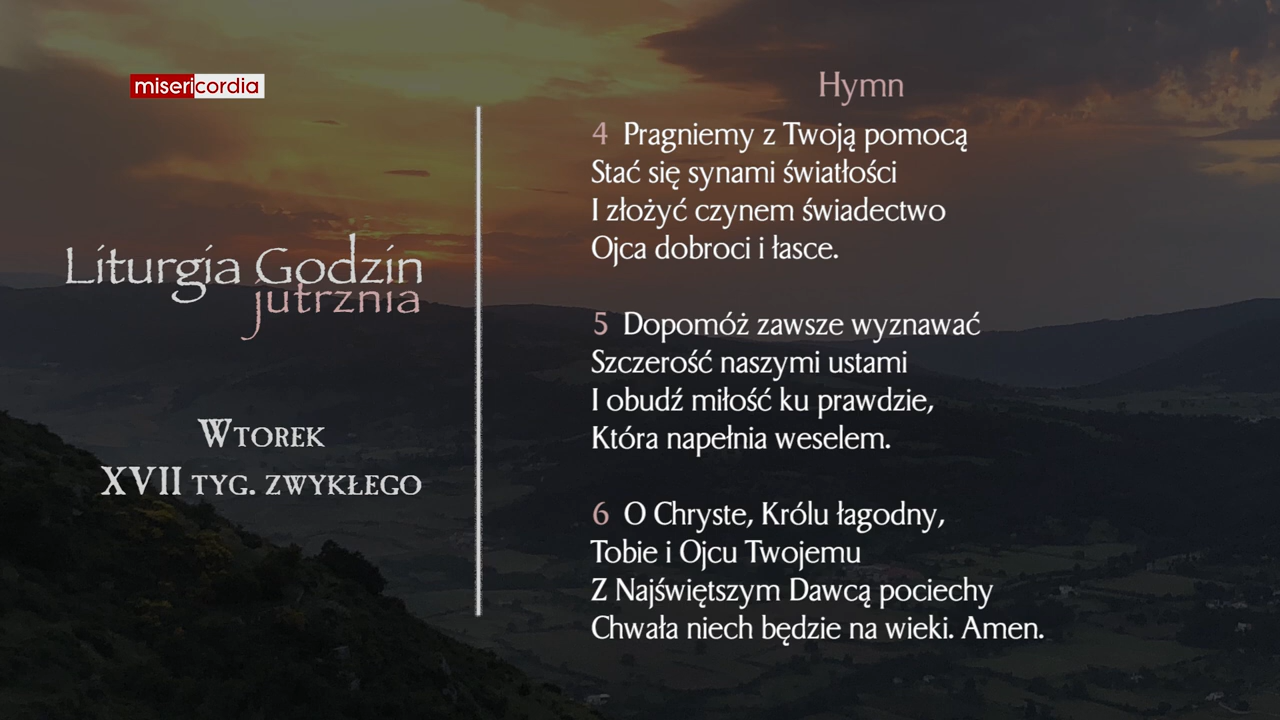 misericordia
Liturgia Godzin
jutrznia
Wtorek
XVII tyg. zwykłego
Hymn
4 Pragniemy z Twoją pomocą
Stać się synami światłości
I złożyć czynem świadectwo
Ojca dobroci i łasce.
5 Dopomóż zawsze wyznawać
Szczerość naszymi ustami
I obudź miłość ku prawdzie,
Która napełnia weselem.
6 O Chryste, Królu łagodny,
Tobie i Ojcu Twojemu
Z Najświętszym Dawcą pociechy
Chwała niech będzie na wieki. Amen.